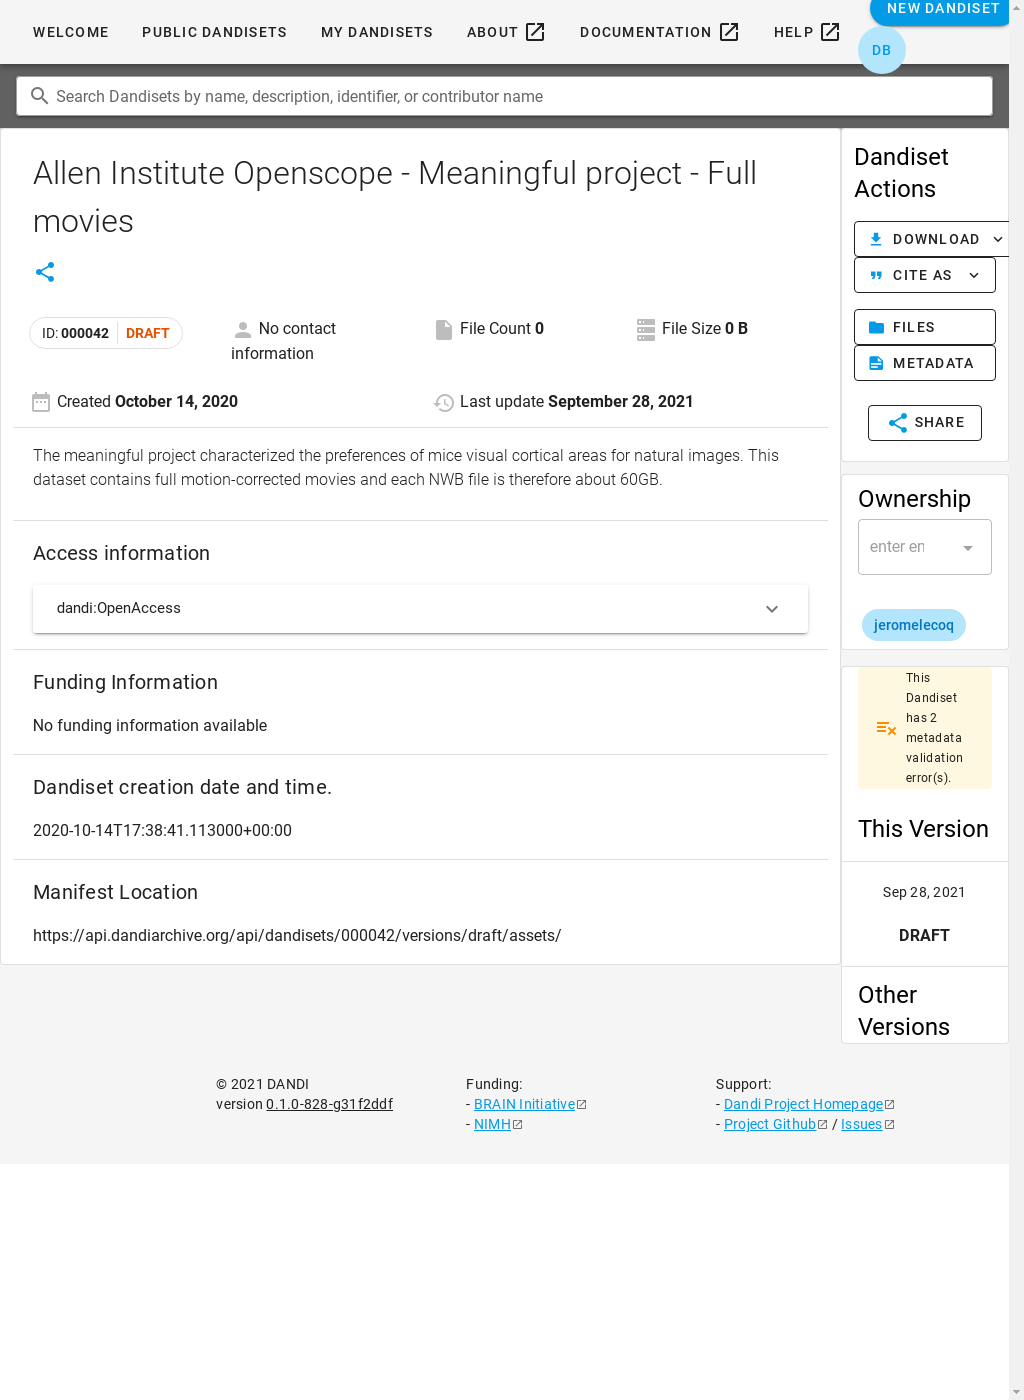 WELCOME
PUBLIC DANDISETS
MY DANDISETS
ABOUT
DOCUMENTATION
HELP
NEW DANDISET
DB
Search Dandisets by name, description, identifier, or contributor name
Allen Institute Openscope - Meaningful project - Full
movies
ID: 000042 DRAFT
No contact
information
File Count 0
File Size 0 B
Created October 14, 2020
Last update September 28, 2021
The meaningful project characterized the preferences of mice visual cortical areas for natural images. This
dataset contains full motion-corrected movies and each NWB file is therefore about 60GB.
Access information
dandi:OpenAccess
Funding Information
No funding information available
Dandiset creation date and time.
2020-10-14T17:38:41.113000+00:00
Manifest Location
https://api.dandiarchive.org/api/dandisets/000042/versions/draft/assets/
Dandiset
Actions
DOWNLOAD
CITE AS
FILES
METADATA
SHARE
Ownership
enter en
jeromelecoq
This
Dandiset
has 2
metadata
validation
error(s).
This Version
Sep 28, 2021
DRAFT
Other
Versions
© 2021 DANDI
version 0.1.0-828-g31f2ddf
Funding:
- BRAIN Initiative
- NIMH
Support:
- Dandi Project Homepage
- Project Github / Issues